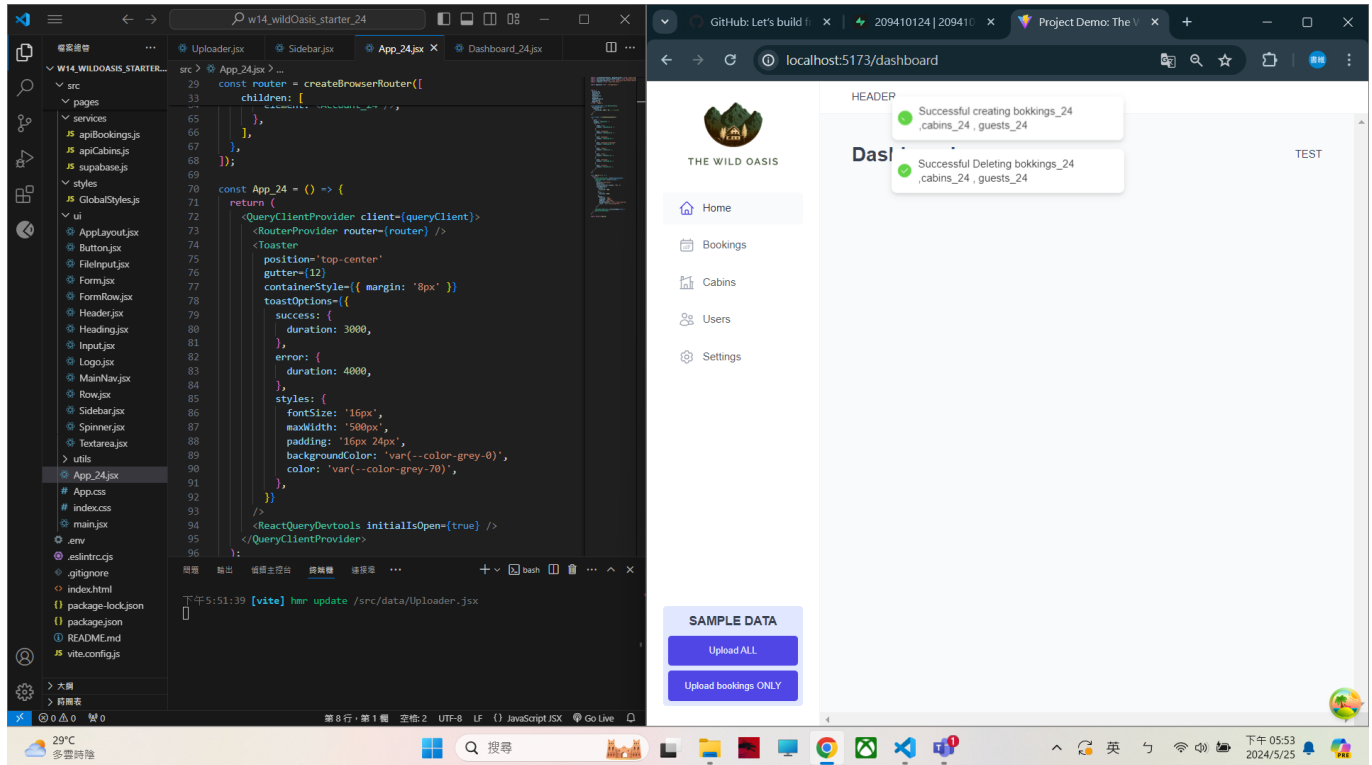 w14_wildOasis_starter_24
檔案總管
W14_WILDOASIS_STARTER...
src
pages
services
JS apiBookings.js
JS apiCabins.js
JS supabase.js
styles
JS GlobalStyles.js
ui
AppLayout.jsx
Button.jsx
FileInput.jsx
Form.jsx
FormRow.jsx
Header.jsx
Heading.jsx
Input.jsx
Logo.jsx
MainNav.jsx
Row.jsx
Sidebar.jsx
Spinner.jsx
Textarea.jsx
utils
App_24.jsx
# App.css
# index.css
main.jsx
.env
.eslintrc.cjs
.gitignore
index.html
package-lock.json
package.json
README.md
JS vite.config.js
大綱
時間表
Uploader.jsx
Sidebar.jsx
App_24.jsx
Dashboard_24.jsx
src > App_24.jsx > ...
29 const router = createBrowserRouter([
33 children: [
65 },
66 ],
67 },
68 ]);
69
70 const App_24 = () => {
71 return (
72 <QueryClientProvider client={queryClient}>
73 <RouterProvider router={router} />
74 <Toaster
75 position='top-center'
76 gutter={12}
77 containerStyle={{ margin: '8px' }}
78 toastOptions={{
79 success: {
80 duration: 3000,
81 },
82 error: {
83 duration: 4000,
84 },
85 styles: {
86 fontSize: '16px',
87 maxWidth: '500px',
88 padding: '16px 24px',
89 backgroundColor: 'var(--color-grey-0)',
90 color: 'var(--color-grey-70)',
91 },
92 }}
93 />
94 <ReactQueryDevtools initialIsOpen={true} />
95 </QueryClientProvider>
96 );
問題 輸出 偵錯主控台 終端機 連接埠
bash
下午5:51:39 [vite] hmr update /src/data/Uploader.jsx
0 0 0
第 8 行，第 1 欄 空格: 2 UTF-8 LF {} JavaScript JSX Go Live
GitHub: Let's build f
209410124 | 20941
Project Demo: The W
localhost:5173/dashboard
書維
THE WILD OASIS
Home
Bookings
Cabins
Users
Settings
SAMPLE DATA
Upload ALL
Upload bookings ONLY
HEADER
TEST
Successful creating bokkings_24
,cabins_24 , guests_24
Successful Deleting bokkings_24
,cabins_24 , guests_24
29°C
多雲時陰
搜尋
1
英
ㄅ
下午 05:53
2024/5/25
PRE